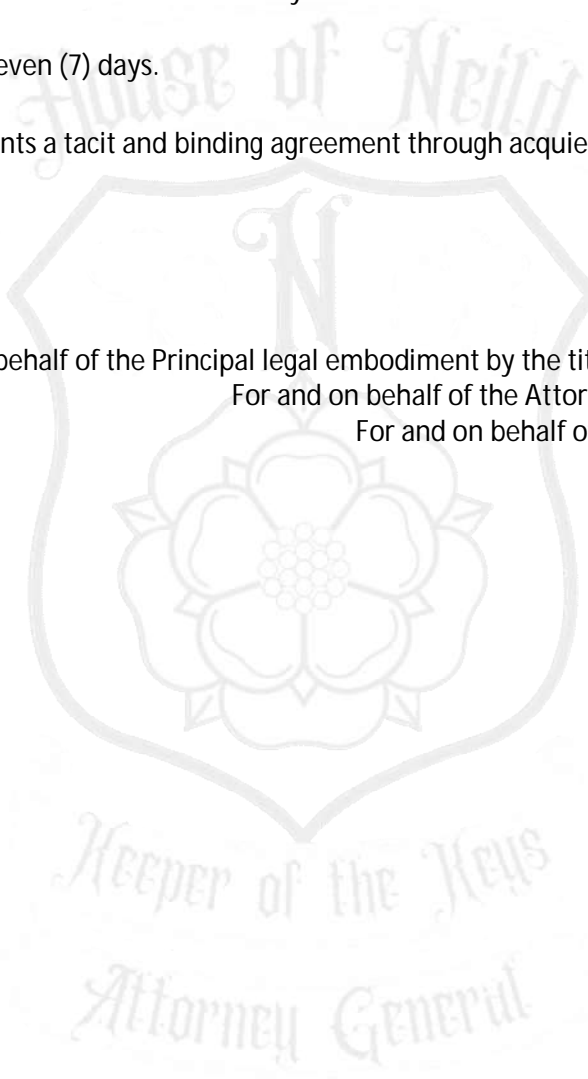 even (7) days.
House of Neild
nts a tacit and binding agreement through acquie
N
behalf of the Principal legal embodiment by the tit
For and on behalf of the Attor
For and on behalf o
Keeper of the Keys
Attorney General